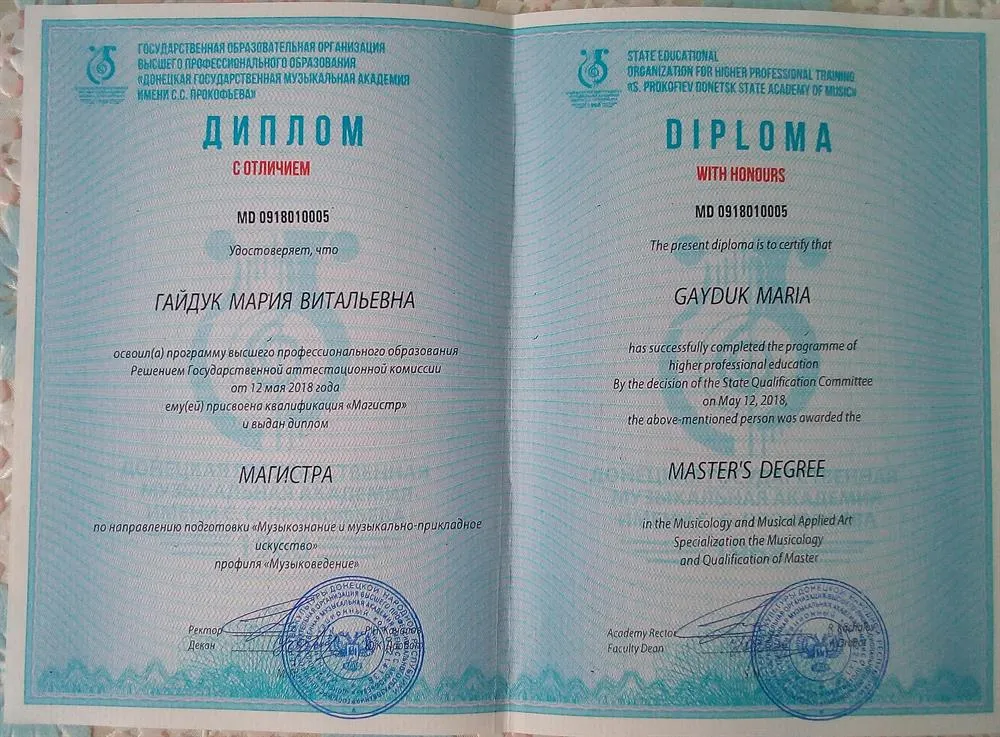 ГОСУДАРСТВЕННАЯ ОБРАЗОВАТЕЛЬНАЯ ОРГАНИЗАЦИЯ
ВЫСШЕГО ПРОФЕССИОНАЛЬНОГО ОБРАЗОВАНИЯ
«ДОНЕЦКАЯ ГОСУДАРСТВЕННАЯ МУЗЫКАЛЬНАЯ АКАДЕМИЯ
ИМЕНИ С.С. ПРОКОФЬЕВА»
ДИПЛОМ
С ОТЛИЧИЕМ
MD 0918010005
Удостоверяет, что
ГАЙДУК МАРИЯ ВИТАЛЬЕВНА
освоил(а) программу высшего профессионального образования
Решением Государственной аттестационной комиссии
от 12 мая 2018 года
ему(ей) присвоена квалификация «Магистр»
и выдан диплом
МАГИСТРА
по направлению подготовки «Музыкознание и музыкально-прикладное
искусство»
профиля «Музыковедение»
Ректор
Декан
STATE EDUCATIONAL
ORGANIZATION FOR HIGHER PROFESSIONAL TRAINING
«S. PROKOFIEV DONETSK STATE ACADEMY OF MUSIC»
DIPLOMA
WITH HONOURS
MD 0918010005
The present diploma is to certify that
GAYDUK MARIA
has successfully completed the programme of
higher professional education
By the decision of the State Qualification Committee
on May 12, 2018,
the above-mentioned person was awarded the
MASTER'S DEGREE
in the Musicology and Musical Applied Art
Specialization the Musicology
and Qualification of Master
Academy Rector
Faculty Dean